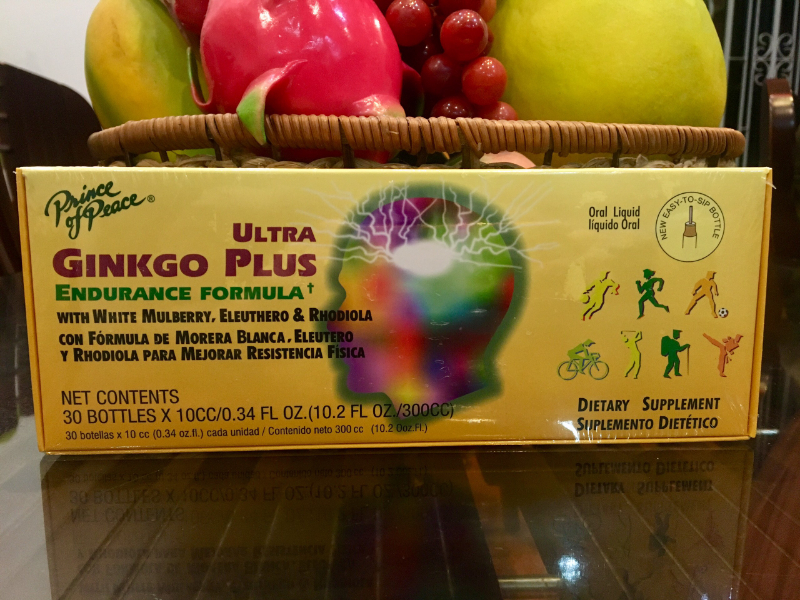 Prince
of Peace®
ULTRA
GINKGO PLUS
ENDURANCE FORMULA†
WITH WHITE MULBERRY, ELEUTHERO & RHODIOLA
CON FÓRMULA DE MORERA BLANCA, ELEUTERO
Y RHODIOLA PARA MEJORAR RESISTENCIA FÍSICA
NET CONTENTS
30 BOTTLES X 10CC/0.34 FL OZ.(10.2 FL OZ./300CC)
30 botellas x 10 cc (0.34 oz.fl.) cada unidad / Contenido neto 300 cc (10.2 Ooz.Fl.)
Oral Liquid
líquido Oral
NEW EASY-TO-SIP BOTTLE
DIETARY SUPPLEMENT
SUPLEMENTO DIETÉTICO